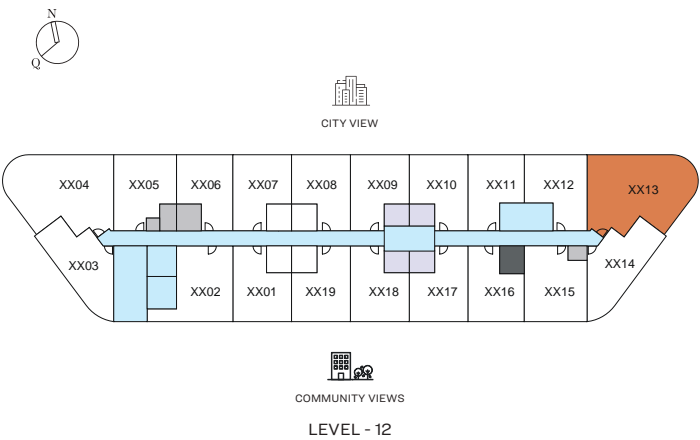 N
Q
CITY VIEW
XX04 XX05 XX06 XX07 XX08 XX09 XX10 XX11 XX12 XX13
XX03 XX14
XX02 XX01 XX19 XX18 XX17 XX16 XX15
COMMUNITY VIEWS
LEVEL - 12